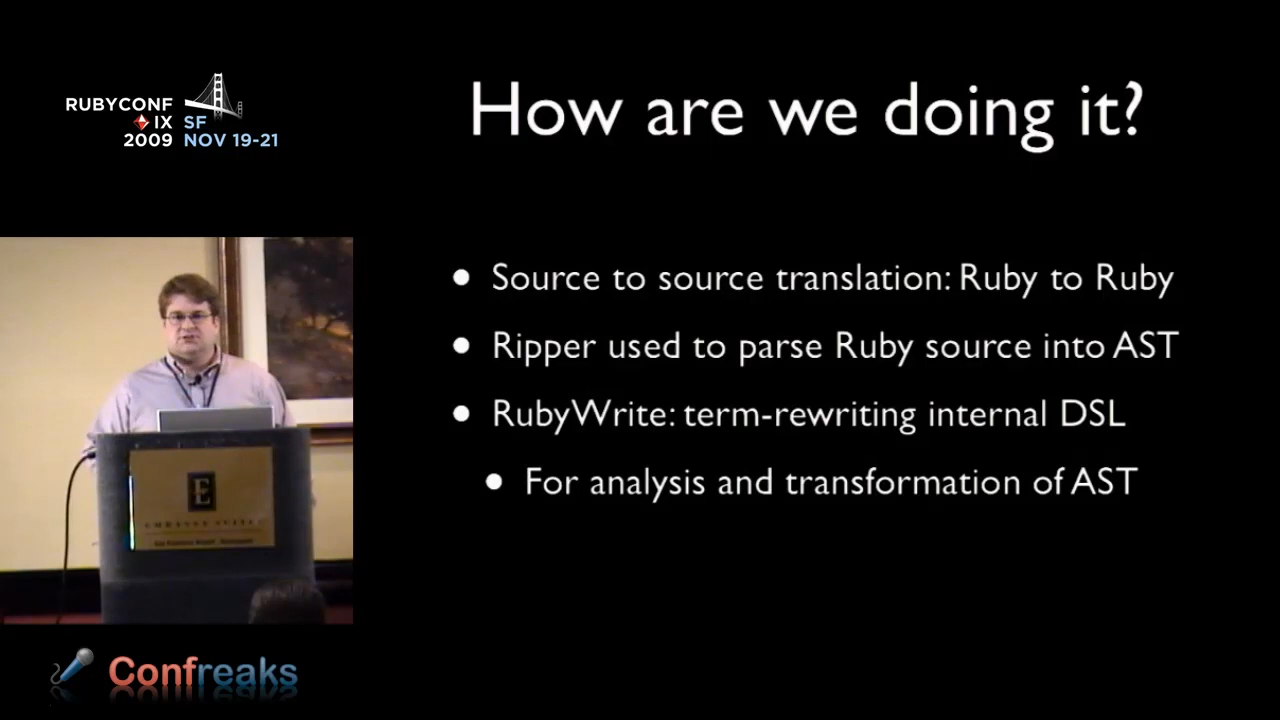 RUBYCONF
IX SF
2009 NOV 19-21
How are we doing it?
• Source to source translation: Ruby to Ruby
• Ripper used to parse Ruby source into AST
• RubyWrite: term-rewriting internal DSL
• For analysis and transformation of AST
E
EMBASSY SUITES
Confreaks